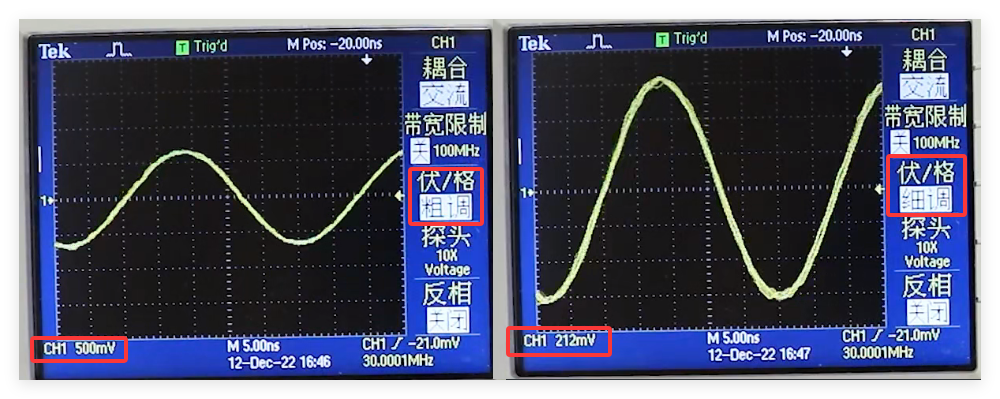 Tek T Trig'd M Pos: -20.00ns CH1
耦合
交流
带宽限制
关 100MHz
伏/格
粗调
探头
10X
Voltage
反相
关闭
1
CH1 500mV M 5.00ns CH1 -21.0mV
12-Dec-22 16:46 30.0001MHz
Tek T Trig'd M Pos: -20.00ns CH1
耦合
交流
带宽限制
关 100MHz
伏/格
细调
探头
10X
Voltage
反相
关闭
1
CH1 212mV M 5.00ns CH1 -21.0mV
12-Dec-22 16:47 30.0001MHz